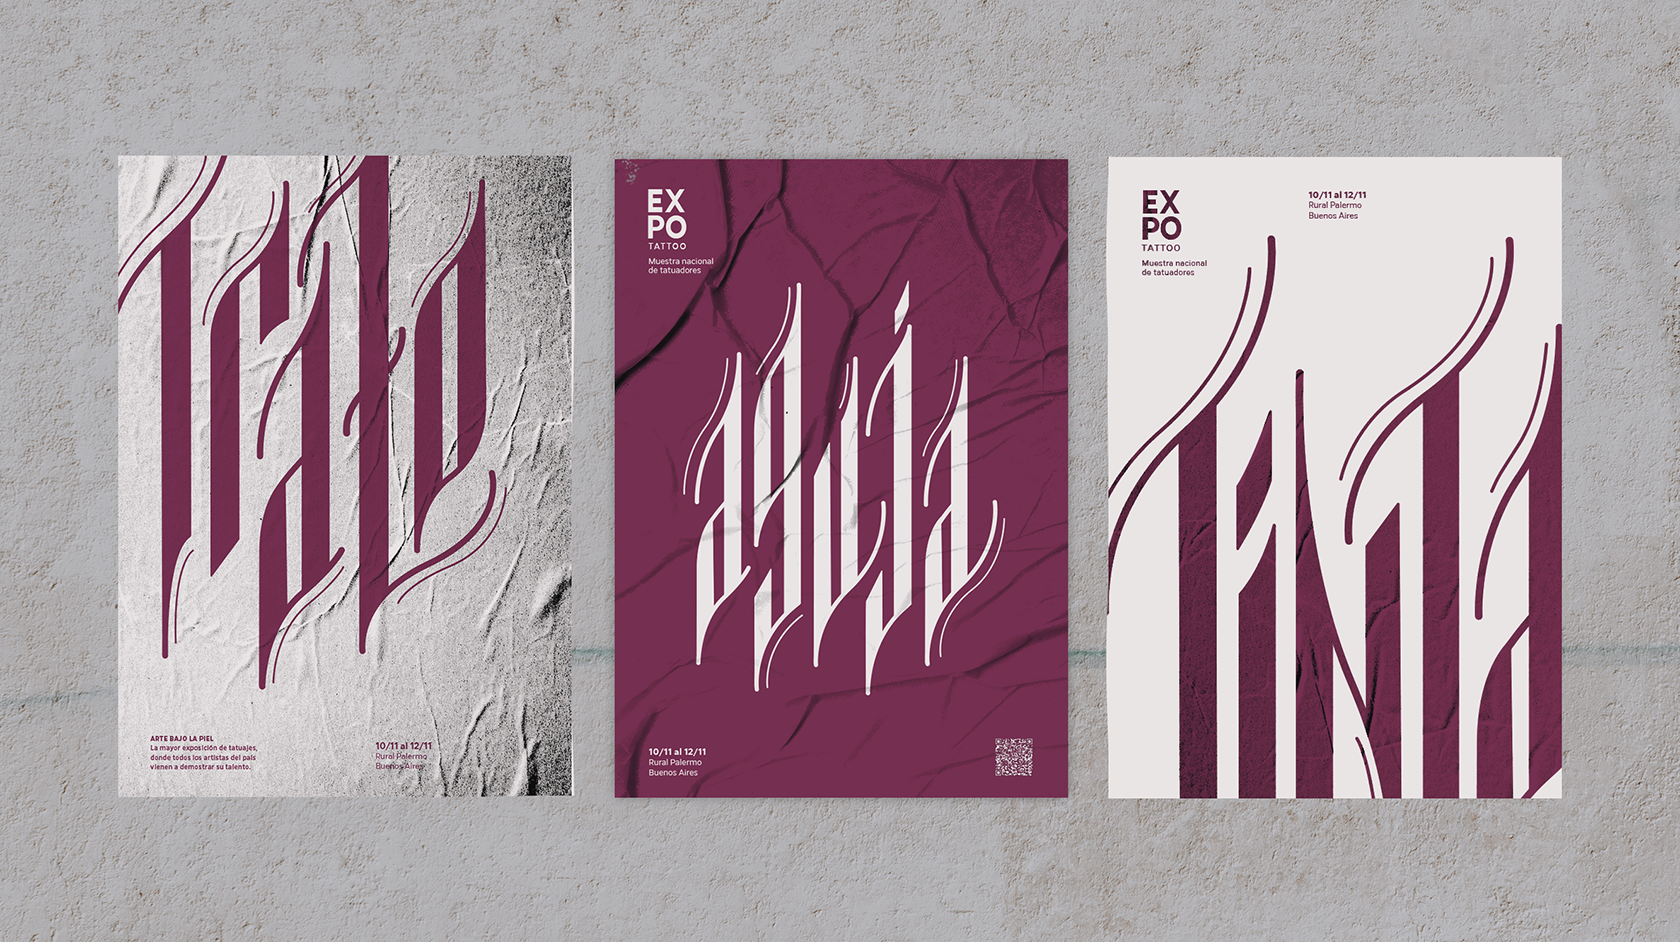 Trazo
ARTE BAJO LA PIEL
La mayor exposición de tatuajes,
donde todos los artistas del país
vienen a demostrar su talento.
10/11 al 12/11
Rural Palermo
Buenos Aires
EX
PO
TATTOO
Muestra nacional
de tatuadores
aguja
10/11 al 12/11
Rural Palermo
Buenos Aires
EX
PO
TATTOO
Muestra nacional
de tatuadores
10/11 al 12/11
Rural Palermo
Buenos Aires